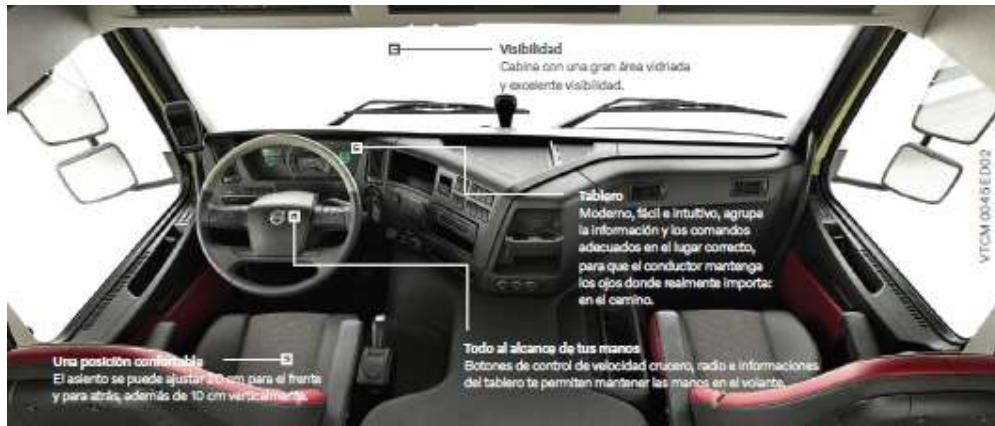 Visibilidad
Cabina con una gran área vidriada
y excelente visibilidad.
Tablero
Moderno, fácil e intuitivo, agrupa
la información y los comandos
adecuados en el lugar correcto,
para que el conductor mantenga
los ojos donde realmente importa:
en el camino.
Todo al alcance de tus manos
Botones de control de velocidad crucero, radio e informaciones
del tablero te permiten mantener las manos en el volante.
Una posición confortable
El asiento se puede ajustar 20 cm para el frente
y para atrás, además de 10 cm verticalmente.
VTCM 0045ED02